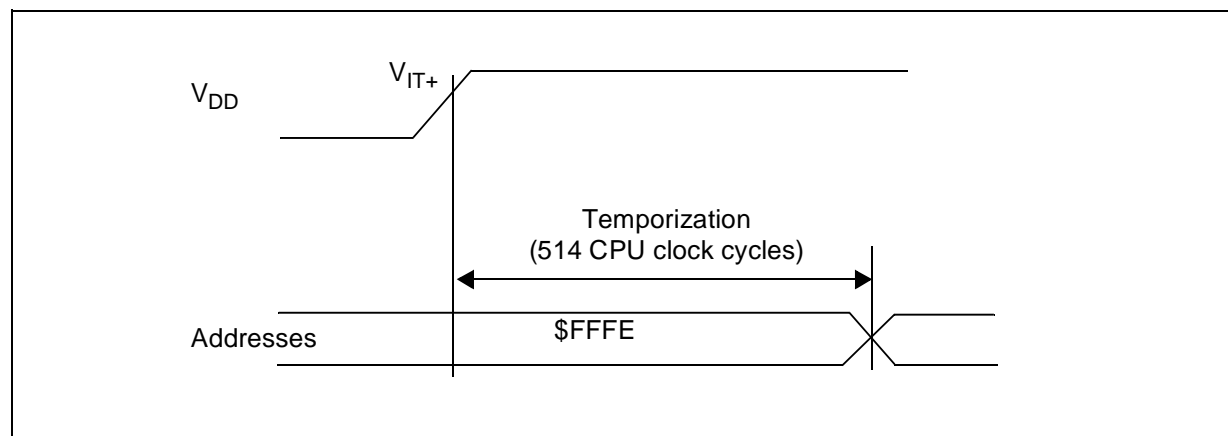 V_IT+
V_DD
Temporization
(514 CPU clock cycles)
$FFFE
Addresses